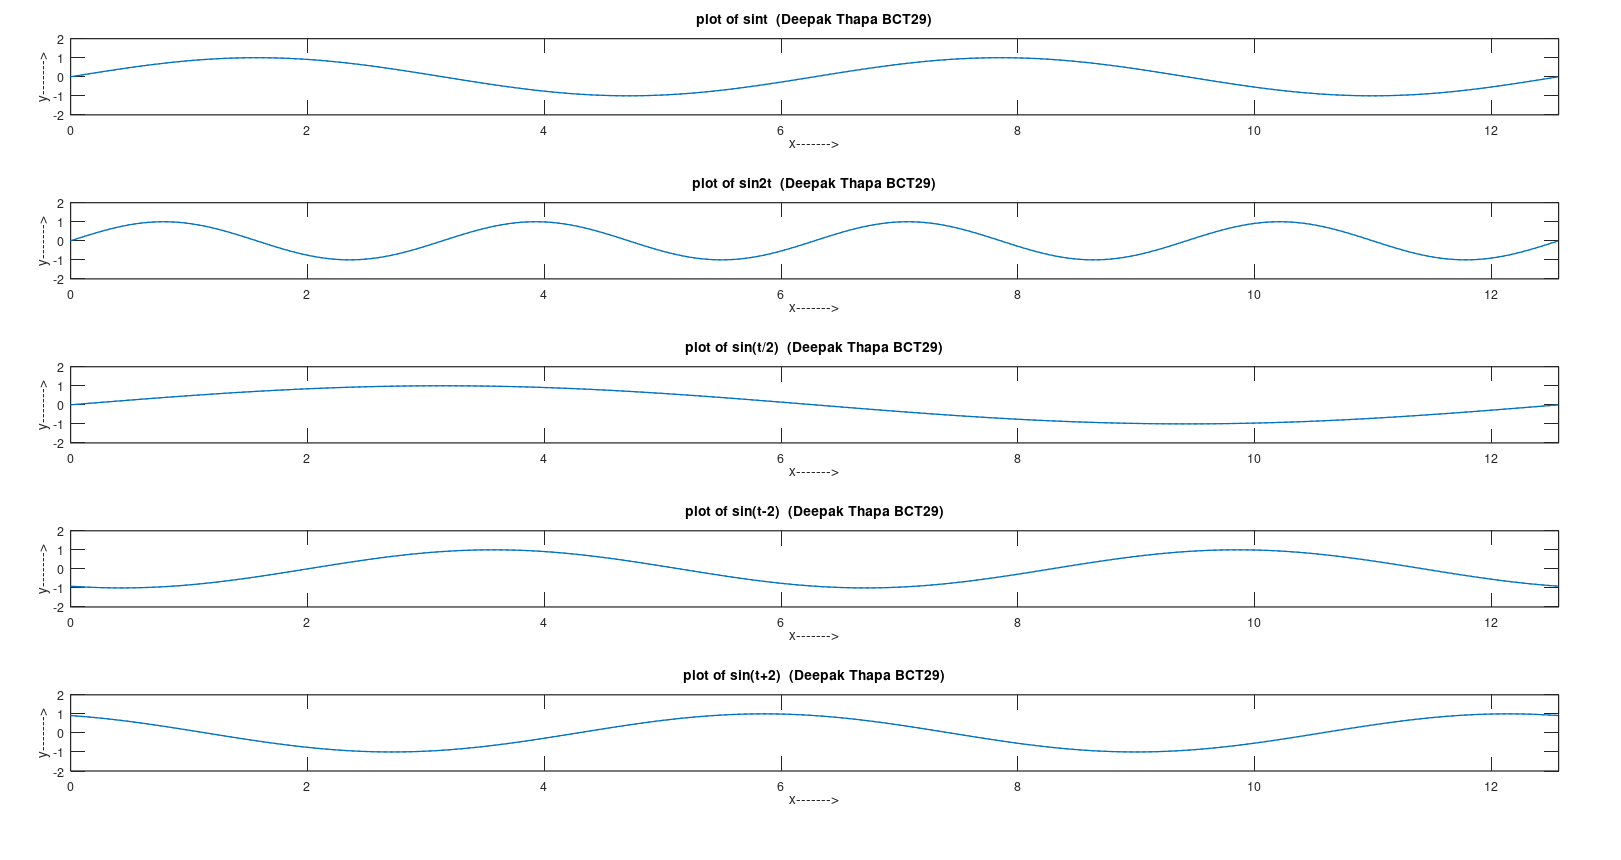 plot of sint  (Deepak Thapa BCT29)
2
1
0
-1
-2
y------->
0 2 4 6 8 10 12
X------->
plot of sin2t  (Deepak Thapa BCT29)
2
1
0
-1
-2
y------->
0 2 4 6 8 10 12
X------->
plot of sin(t/2)  (Deepak Thapa BCT29)
2
1
0
-1
-2
y------->
0 2 4 6 8 10 12
X------->
plot of sin(t-2)  (Deepak Thapa BCT29)
2
1
0
-1
-2
y------->
0 2 4 6 8 10 12
X------->
plot of sin(t+2)  (Deepak Thapa BCT29)
2
1
0
-1
-2
y------->
0 2 4 6 8 10 12
X------->